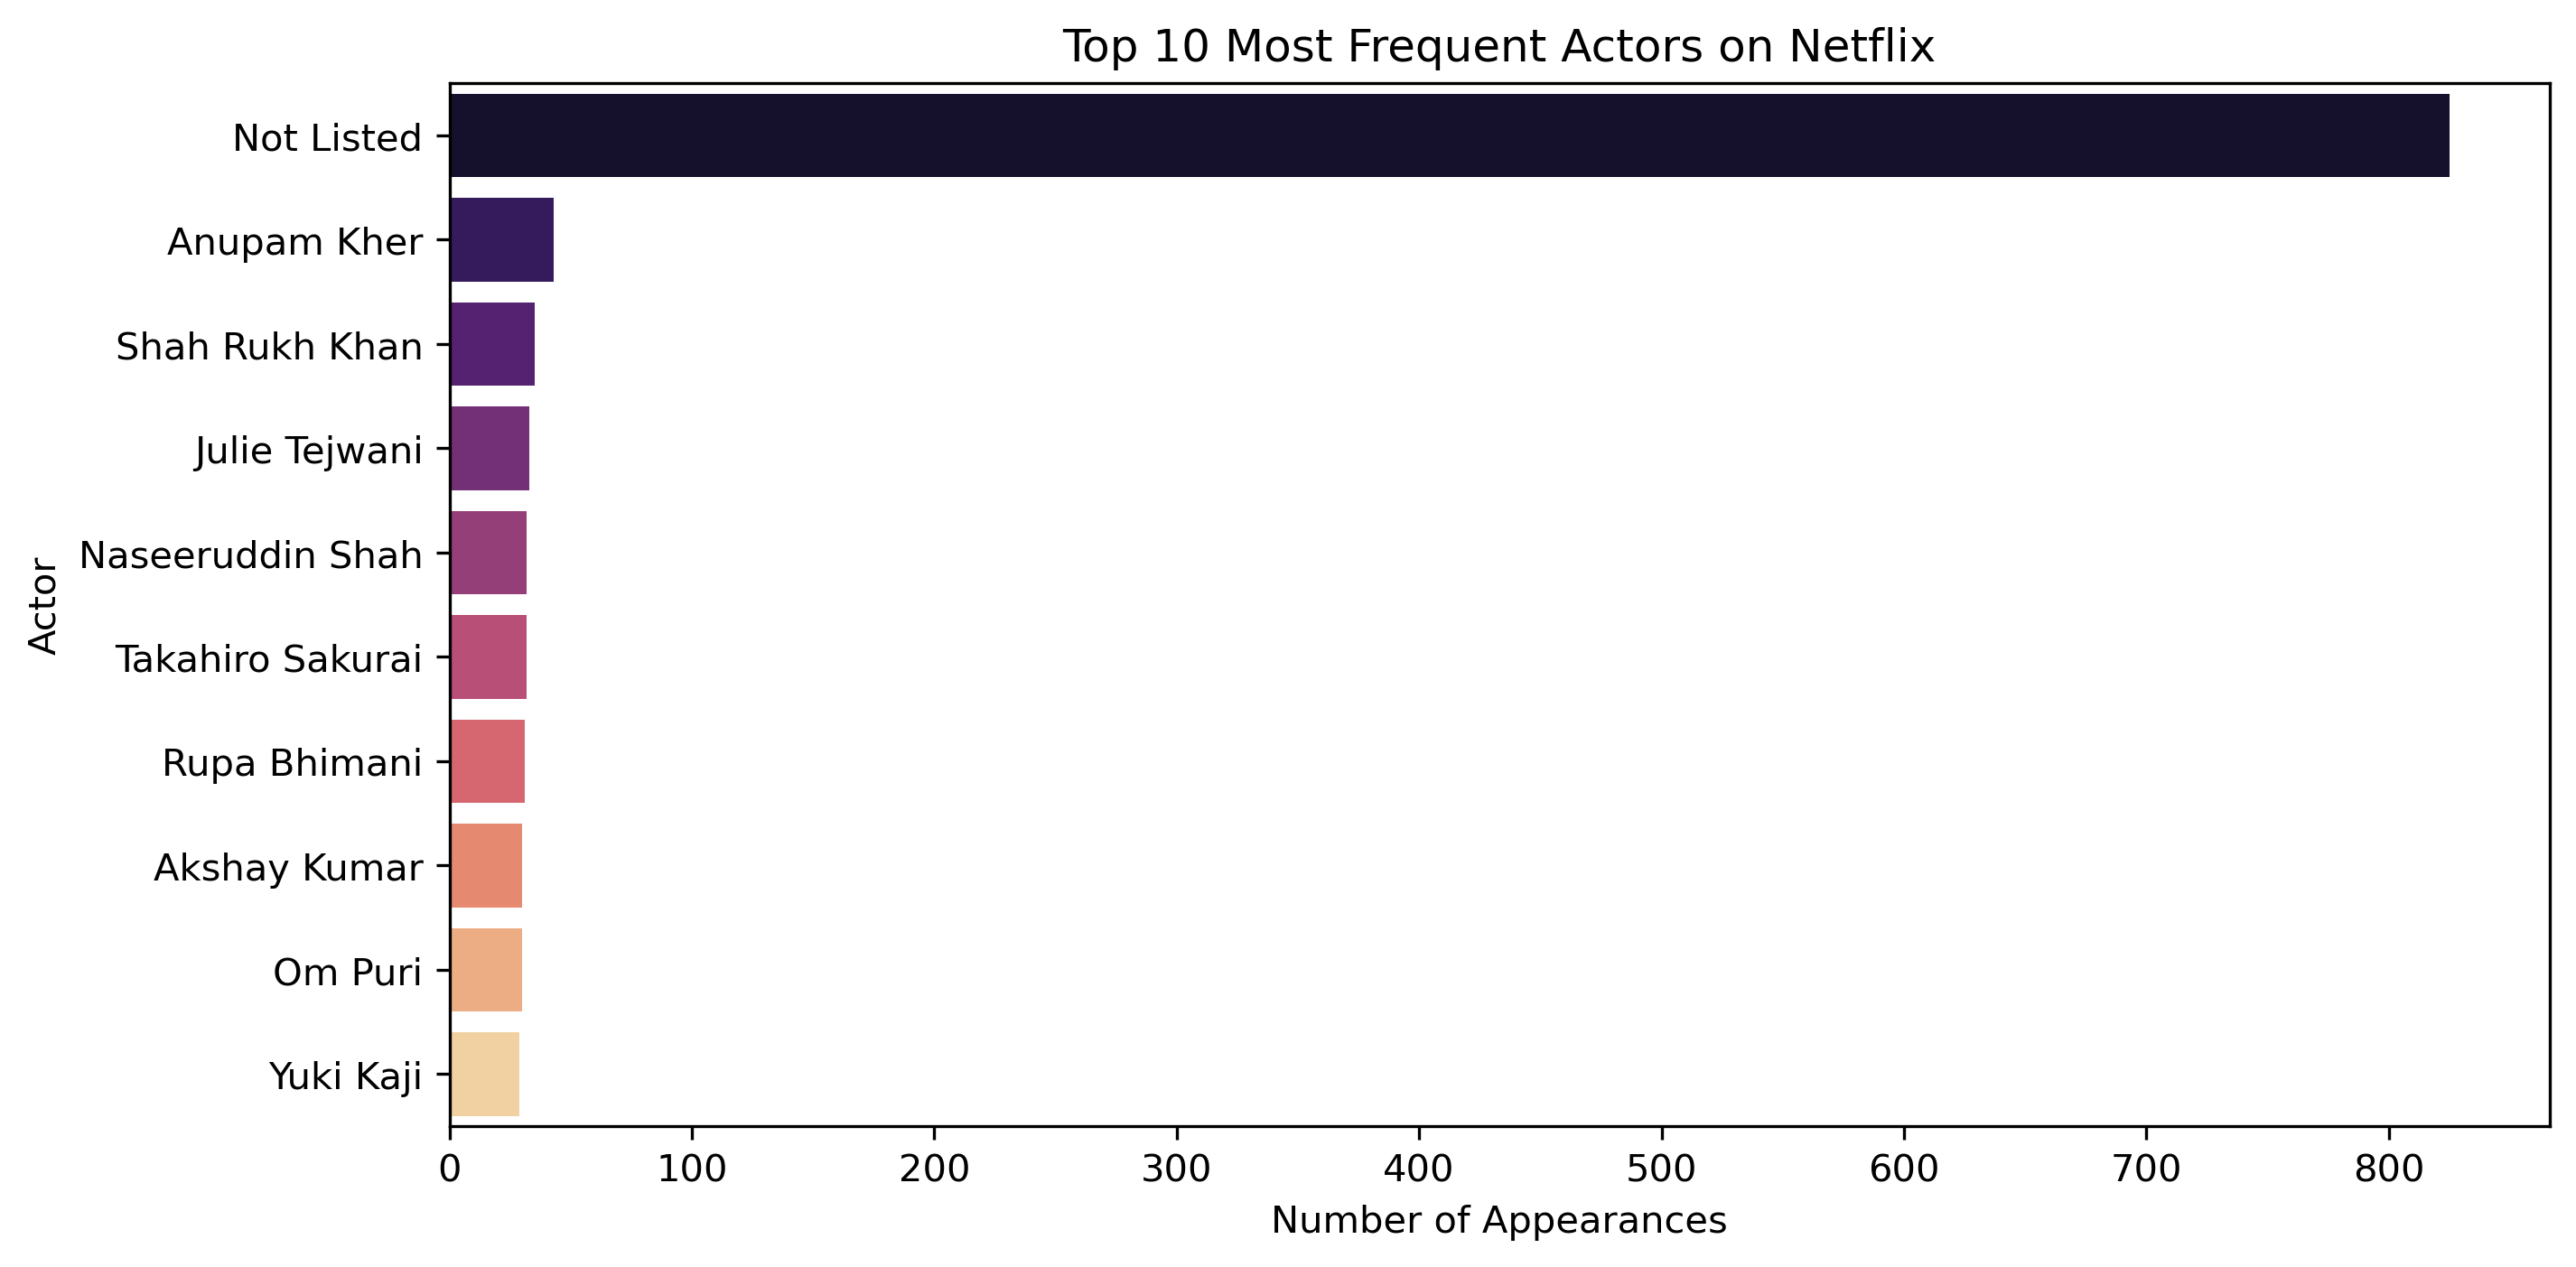 Top 10 Most Frequent Actors on Netflix
Actor
Not Listed
Anupam Kher
Shah Rukh Khan
Julie Tejwani
Naseeruddin Shah
Takahiro Sakurai
Rupa Bhimani
Akshay Kumar
Om Puri
Yuki Kaji
0 100 200 300 400 500 600 700 800
Number of Appearances